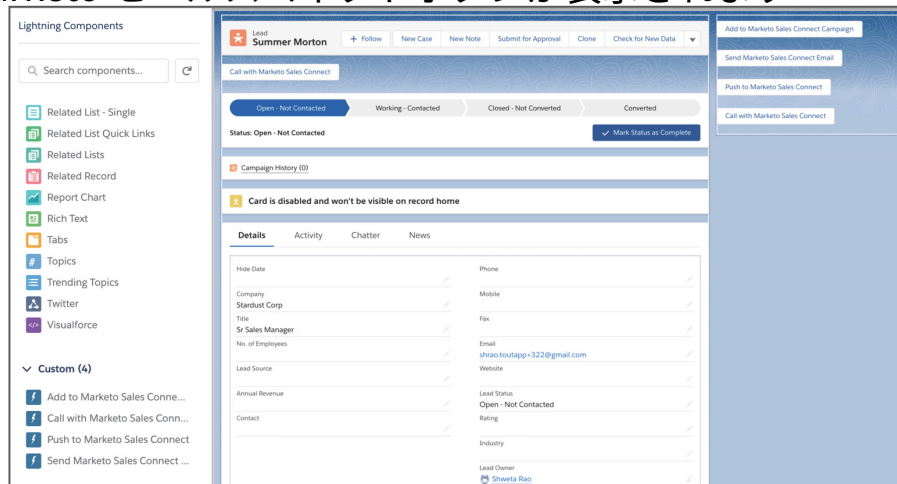 Lightning Components
Search components...
Related List - Single
Related List Quick Links
Related Lists
Related Record
Report Chart
Rich Text
Tabs
Topics
Trending Topics
Twitter
Visualforce
Custom (4)
Add to Marketo Sales Conne...
Call with Marketo Sales Conn...
Push to Marketo Sales Connect
Send Marketo Sales Connect ...
Lead
Summer Morton
+ Follow
New Case
New Note
Submit for Approval
Clone
Check for New Data
Call with Marketo Sales Connect
Open - Not Contacted
Working - Contacted
Closed - Not Converted
Converted
Status: Open - Not Contacted
Mark Status as Complete
Campaign History (0)
Card is disabled and won't be visible on record home
Details
Activity
Chatter
News
Hide Date
Phone
Company
Stardust Corp
Mobile
Title
Sr Sales Manager
Fax
No. of Employees
Email
shrao.toutapp+322@gmail.com
Lead Source
Website
Annual Revenue
Lead Status
Open - Not Contacted
Contact
Rating
Industry
Lead Owner
Shweta Rao
Add to Marketo Sales Connect Campaign
Send Marketo Sales Connect Email
Push to Marketo Sales Connect
Call with Marketo Sales Connect